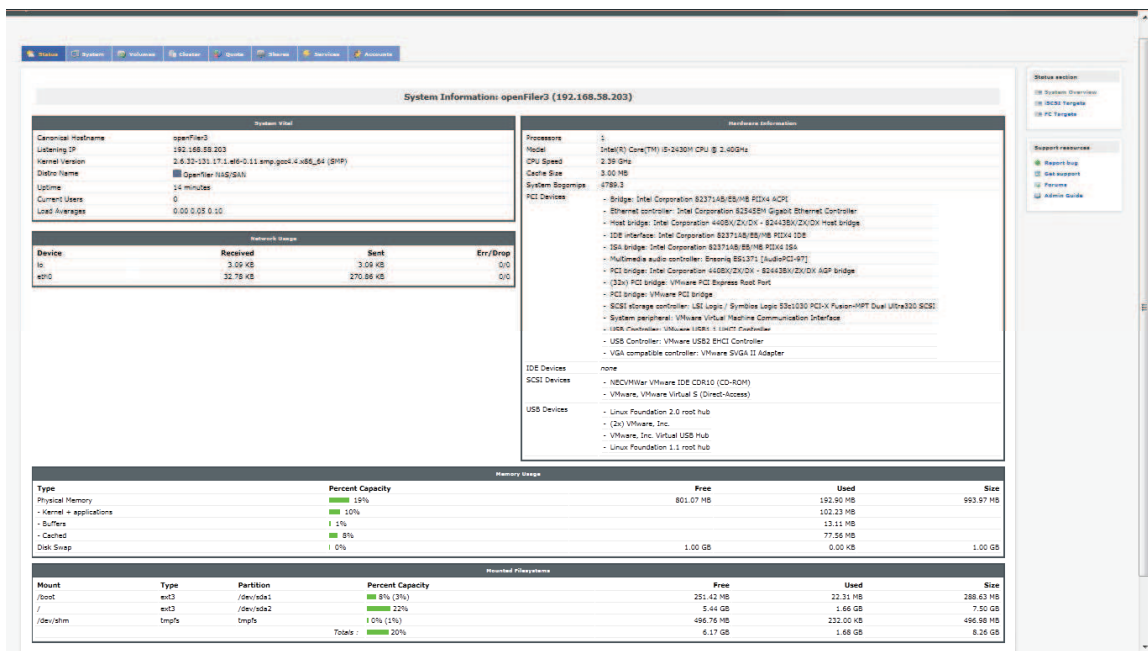 Status System Volumes Cluster Quota Shares Services Accounts
System Information: openFiler3 (192.168.58.203)
System Vital
Canonical Hostname openFiler3
Listening IP 192.168.58.203
Kernel Version 2.6.32-131.17.1.el6-0.11.smp.gcc4.4.x86_64 (SMP)
Distro Name Openfiler NAS/SAN
Uptime 14 minutes
Current Users 0
Load Averages 0.00 0.05 0.10
Network Usage
Device Received Sent Err/Drop
lo 3.09 KB 3.09 KB 0/0
eth0 32.78 KB 270.86 KB 0/0
Hardware Information
Processors 1
Model Intel(R) Core(TM) i5-2430M CPU @ 2.40GHz
CPU Speed 2.39 GHz
Cache Size 3.00 MB
System Bogomips 4789.3
PCI Devices
- Bridge: Intel Corporation 82371AB/EB/MB PIIX4 ACPI
- Ethernet controller: Intel Corporation 82545EM Gigabit Ethernet Controller
- Host bridge: Intel Corporation 440BX/ZX/DX - 82443BX/ZX/DX Host bridge
- IDE interface: Intel Corporation 82371AB/EB/MB PIIX4 IDE
- ISA bridge: Intel Corporation 82371AB/EB/MB PIIX4 ISA
- Multimedia audio controller: Ensoniq ES1371 [AudioPCI-97]
- PCI bridge: Intel Corporation 440BX/ZX/DX - 82443BX/ZX/DX AGP bridge
- (32x) PCI bridge: VMware PCI Express Root Port
- PCI bridge: VMware PCI bridge
- SCSI storage controller: LSI Logic / Symbios Logic 53c1030 PCI-X Fusion-MPT Dual Ultra320 SCSI
- System peripheral: VMware Virtual Machine Communication Interface
- USB Controller: VMware USB1.1 UHCI Controller
- USB Controller: VMware USB2 EHCI Controller
- VGA compatible controller: VMware SVGA II Adapter
IDE Devices none
SCSI Devices
- NECVMWar VMware IDE CDR10 (CD-ROM)
- VMware, VMware Virtual S (Direct-Access)
USB Devices
- Linux Foundation 2.0 root hub
- (2x) VMware, Inc.
- VMware, Inc. Virtual USB Hub
- Linux Foundation 1.1 root hub
Memory Usage
Type Percent Capacity Free Used Size
Physical Memory 19% 801.07 MB 192.90 MB 993.97 MB
- Kernel + applications 10% 102.23 MB
- Buffers 1% 13.11 MB
- Cached 8% 77.56 MB
Disk Swap 0% 1.00 GB 0.00 KB 1.00 GB
Mounted Filesystems
Mount Type Partition Percent Capacity Free Used Size
/boot ext3 /dev/sda1 8% (3%) 251.42 MB 22.31 MB 288.63 MB
/ ext3 /dev/sda2 22% 5.44 GB 1.66 GB 7.50 GB
/dev/shm tmpfs tmpfs 0% (1%) 496.76 MB 232.00 KB 496.98 MB
Totals : 20% 6.17 GB 1.68 GB 8.26 GB
Status section
System Overview
iSCSI Targets
FC Targets
Support resources
Report bug
Get support
Forums
Admin Guide